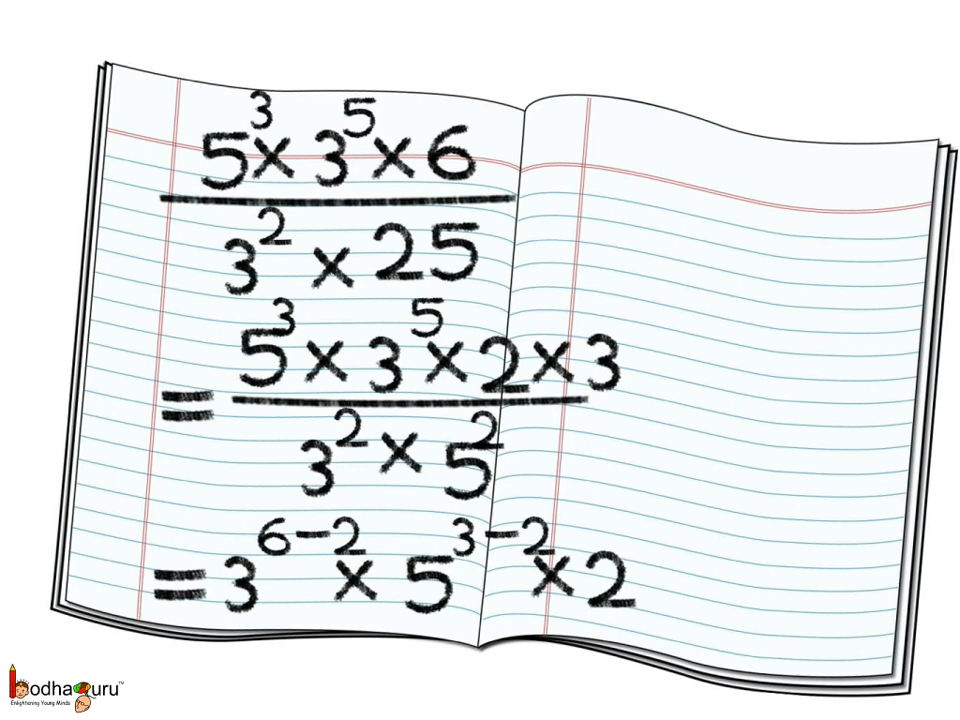 5³ × 3⁵ × 6
3² × 25
= 5³ × 3⁵ × 2 × 3
3² × 5²
= 3⁶⁻² × 5³⁻² × 2
bodhaguru™
Enlightening Young Minds